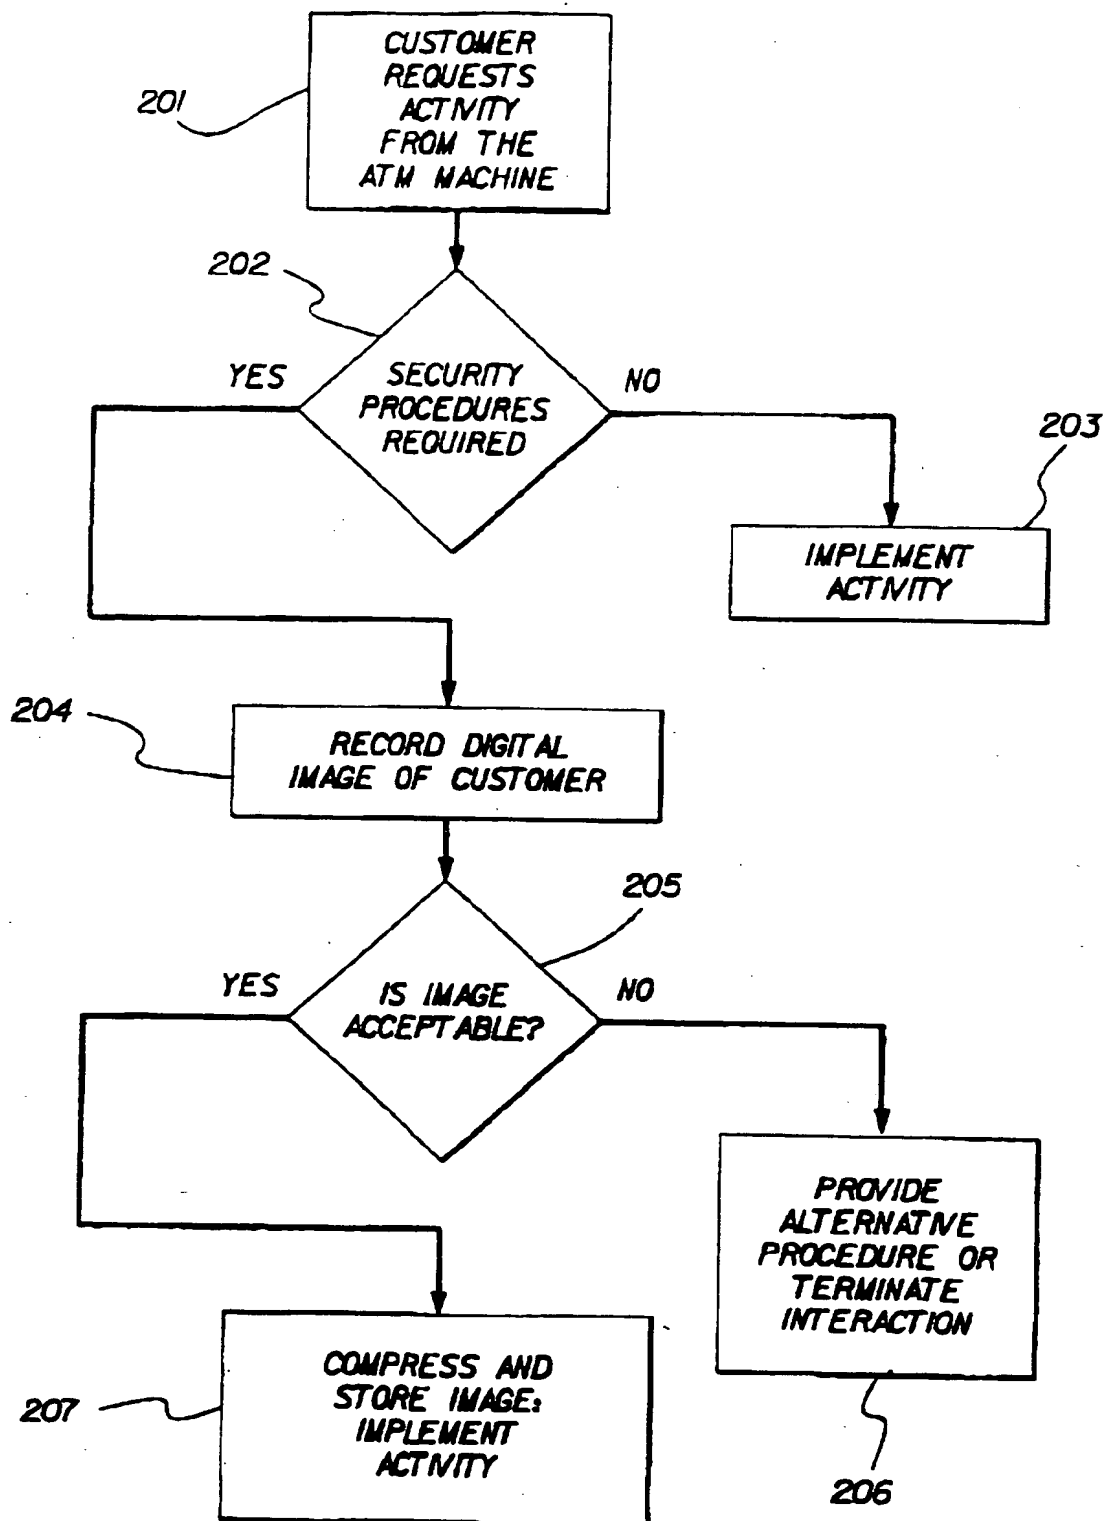 CUSTOMER
REQUESTS
ACTIVITY
FROM THE
ATM MACHINE
201
202
YES
SECURITY
PROCEDURES
REQUIRED
NO
203
IMPLEMENT
ACTIVITY
204
RECORD DIGITAL
IMAGE OF CUSTOMER
205
YES
IS IMAGE
ACCEPTABLE?
NO
PROVIDE
ALTERNATIVE
PROCEDURE OR
TERMINATE
INTERACTION
206
COMPRESS AND
STORE IMAGE:
IMPLEMENT
ACTIVITY
207